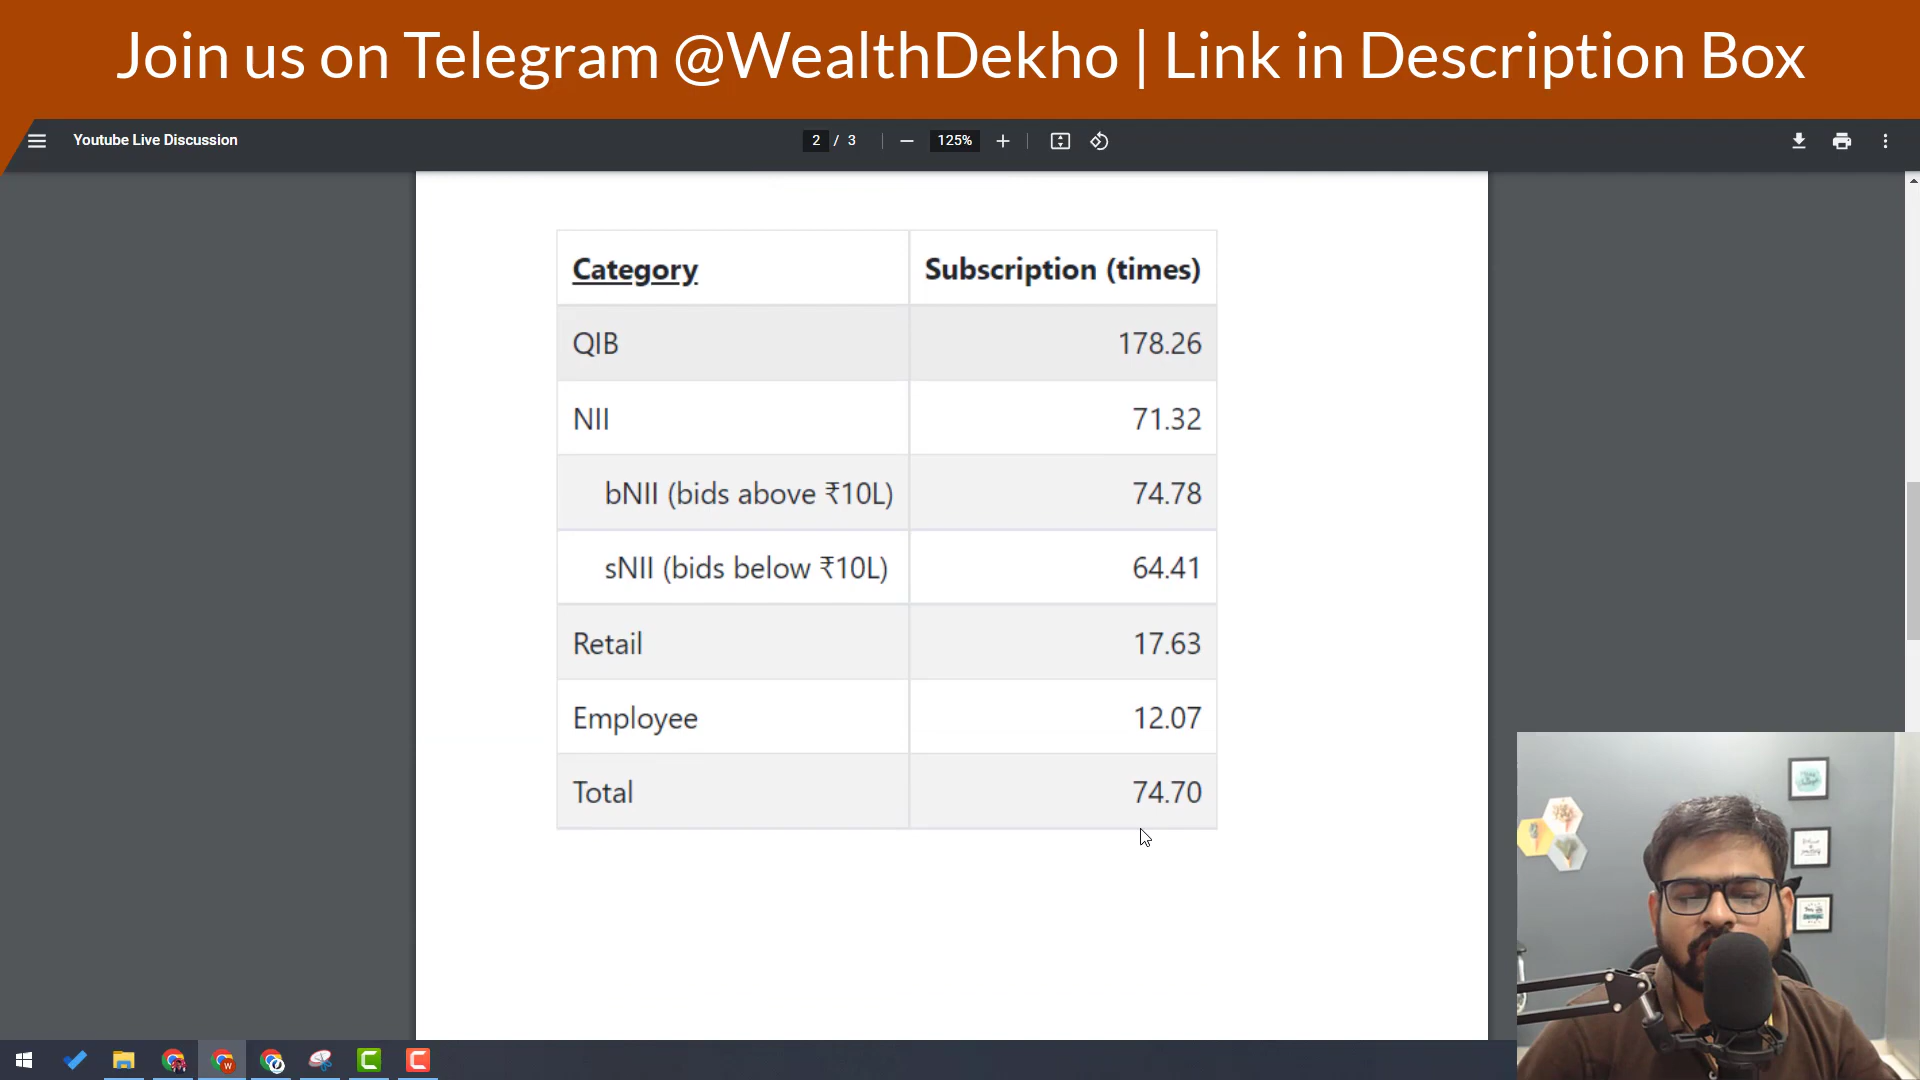 Join us on Telegram @WealthDekho | Link in Description Box
Youtube Live Discussion
2 / 3
125%
Category Subscription (times)
QIB 178.26
NII 71.32
bNII (bids above ₹10L) 74.78
sNII (bids below ₹10L) 64.41
Retail 17.63
Employee 12.07
Total 74.70